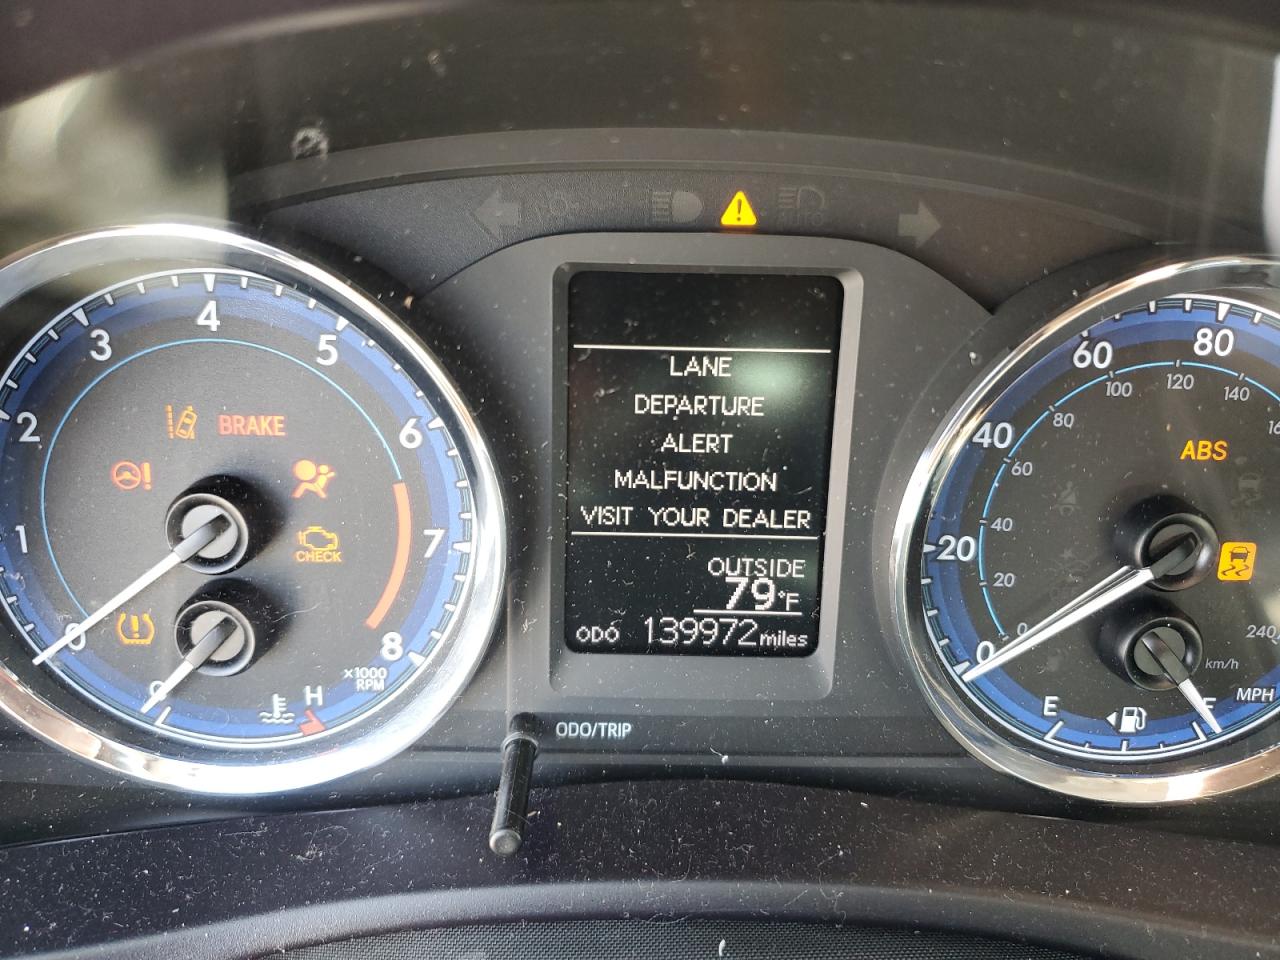 AUTO
1
2
3
4
5
6
7
8
0
x1000
RPM
BRAKE
CHECK
H
LANE
DEPARTURE
ALERT
MALFUNCTION
VISIT YOUR DEALER
OUTSIDE
79°F
ODO 139972 miles
ODO/TRIP
0
20
40
60
80
0
20
40
60
80
100
120
140
240
km/h
MPH
ABS
E
F